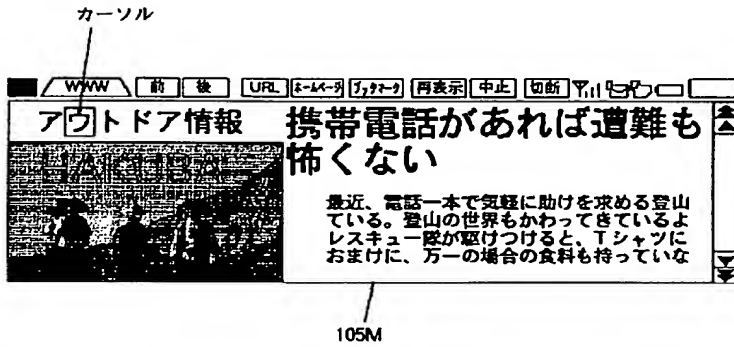 カーソル
WWW 前 後 URL ホームページ ブックマーク 再表示 中止 切断
アウトドア情報
携帯電話があれば遭難も
怖くない
最近、電話一本で気軽に助けを求める登山
ている。登山の世界もかわってきているよ
レスキュー隊が駆けつけると、Tシャツに
おまけに、万一の場合の食料も持っていな
105M